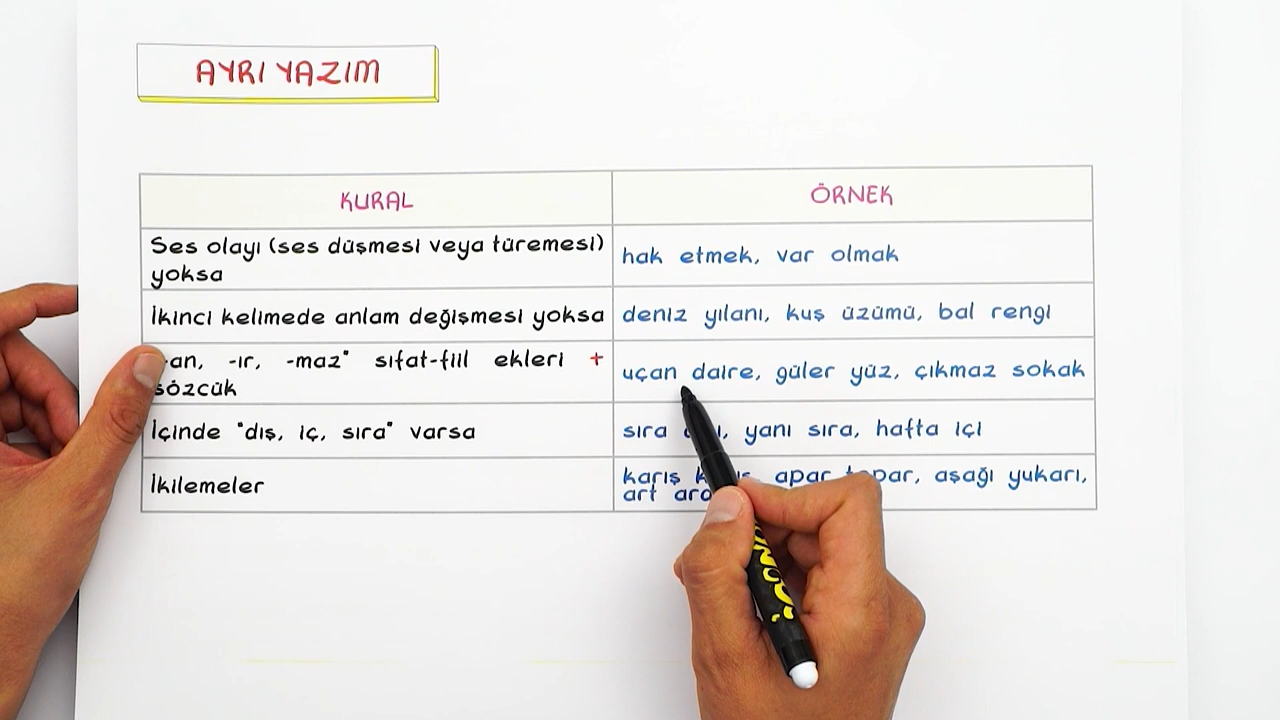 AYRI YAZIM
KURAL
ÖRNEK
Ses olayı (ses düşmesi veya türemesi)
yoksa
hak etmek, var olmak
İkinci kelimede anlam değişmesi yoksa
deniz yılanı, kuş üzümü, bal rengi
-an, -ır, -maz" sıfat-fiil ekleri +
sözcük
uçan daire, güler yüz, çıkmaz sokak
İçinde "dış, iç, sıra" varsa
sıra yanı sıra, hafta içi
İkilemeler
karış apar topar, aşağı yukarı,
art